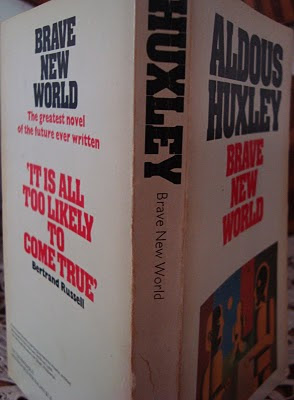 BRAVE
NEW
WORLD
The greatest novel
of the future ever written
'IT IS ALL
TOO LIKELY
TO
COME TRUE'
Bertrand Russell
HUXLEY
Brave New World
ALDOUS
HUXLEY
BRAVE
NEW
WORLD